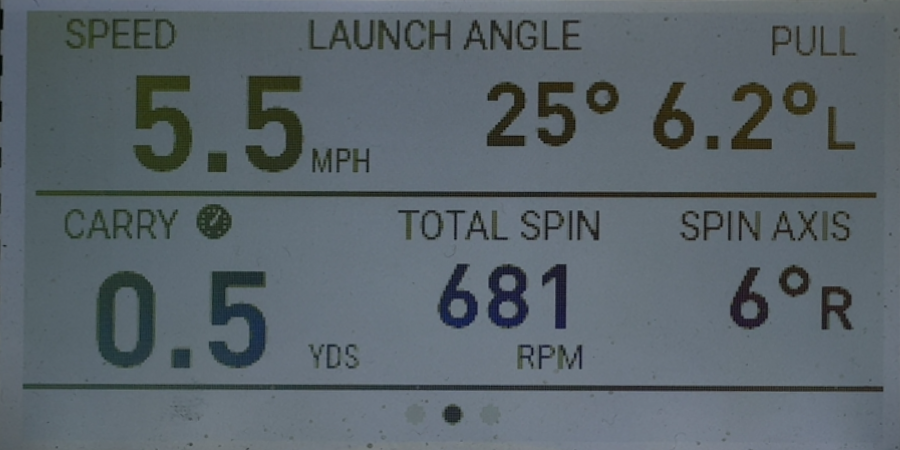 SPEED LAUNCH ANGLE PULL
5.5 MPH 25° 6.2° L
CARRY TOTAL SPIN SPIN AXIS
0.5 YDS 681 RPM 6° R